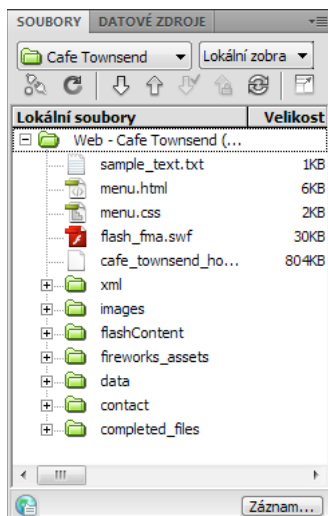 SOUBORY DATOVÉ ZDROJE
Cafe Townsend Lokální zobra
Lokální soubory Velikost
Web - Cafe Townsend (...
sample_text.txt 1KB
menu.html 6KB
menu.css 2KB
flash_fma.swf 30KB
cafe_townsend_ho... 804KB
xml
images
flashContent
fireworks_assets
data
contact
completed_files
Záznam...